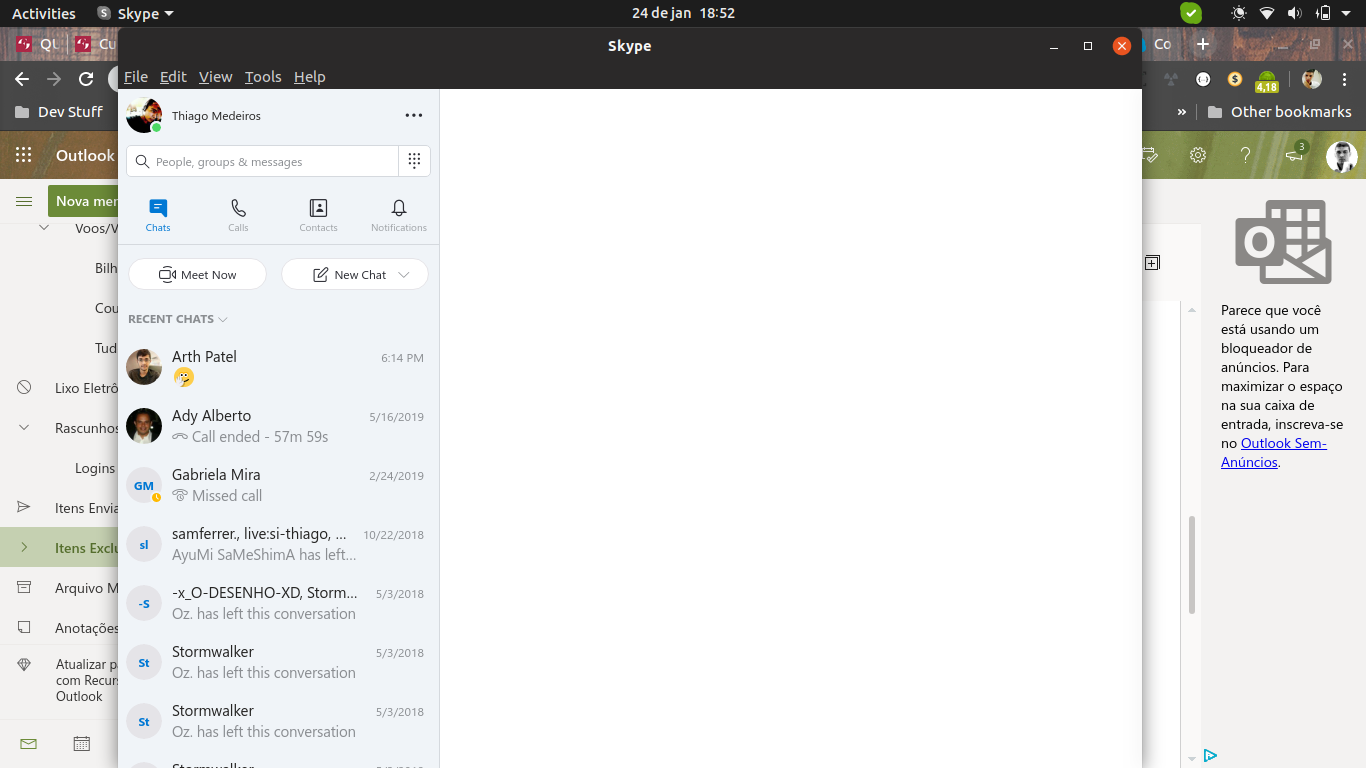 Activities
Skype
24 de jan 18:52
Skype
Co
File Edit View Tools Help
4,18
Dev Stuff
»
Other bookmarks
Thiago Medeiros
Outlook
3
People, groups & messages
Nova mer
Chats
Calls
Contacts
Notifications
Voos/V
Meet Now
New Chat
Bilh
Cou
RECENT CHATS
Tud
Arth Patel 6:14 PM
Lixo Eletrô
Ady Alberto 5/16/2019
Call ended - 57m 59s
Rascunhos
Logins
GM
Gabriela Mira 2/24/2019
Missed call
Itens Envia
sl
samferrer., live:si-thiago, ... 10/22/2018
AyuMi SaMeShimA has left...
Itens Exclu
Arquivo M
-S
-x_O-DESENHO-XD, Storm... 5/3/2018
Oz. has left this conversation
Anotações
St
Stormwalker 5/3/2018
Oz. has left this conversation
Atualizar pa
com Recurs
Outlook
St
Stormwalker 5/3/2018
Oz. has left this conversation
Parece que você
está usando um
bloqueador de
anúncios. Para
maximizar o espaço
na sua caixa de
entrada, inscreva-se
no Outlook Sem-
Anúncios.